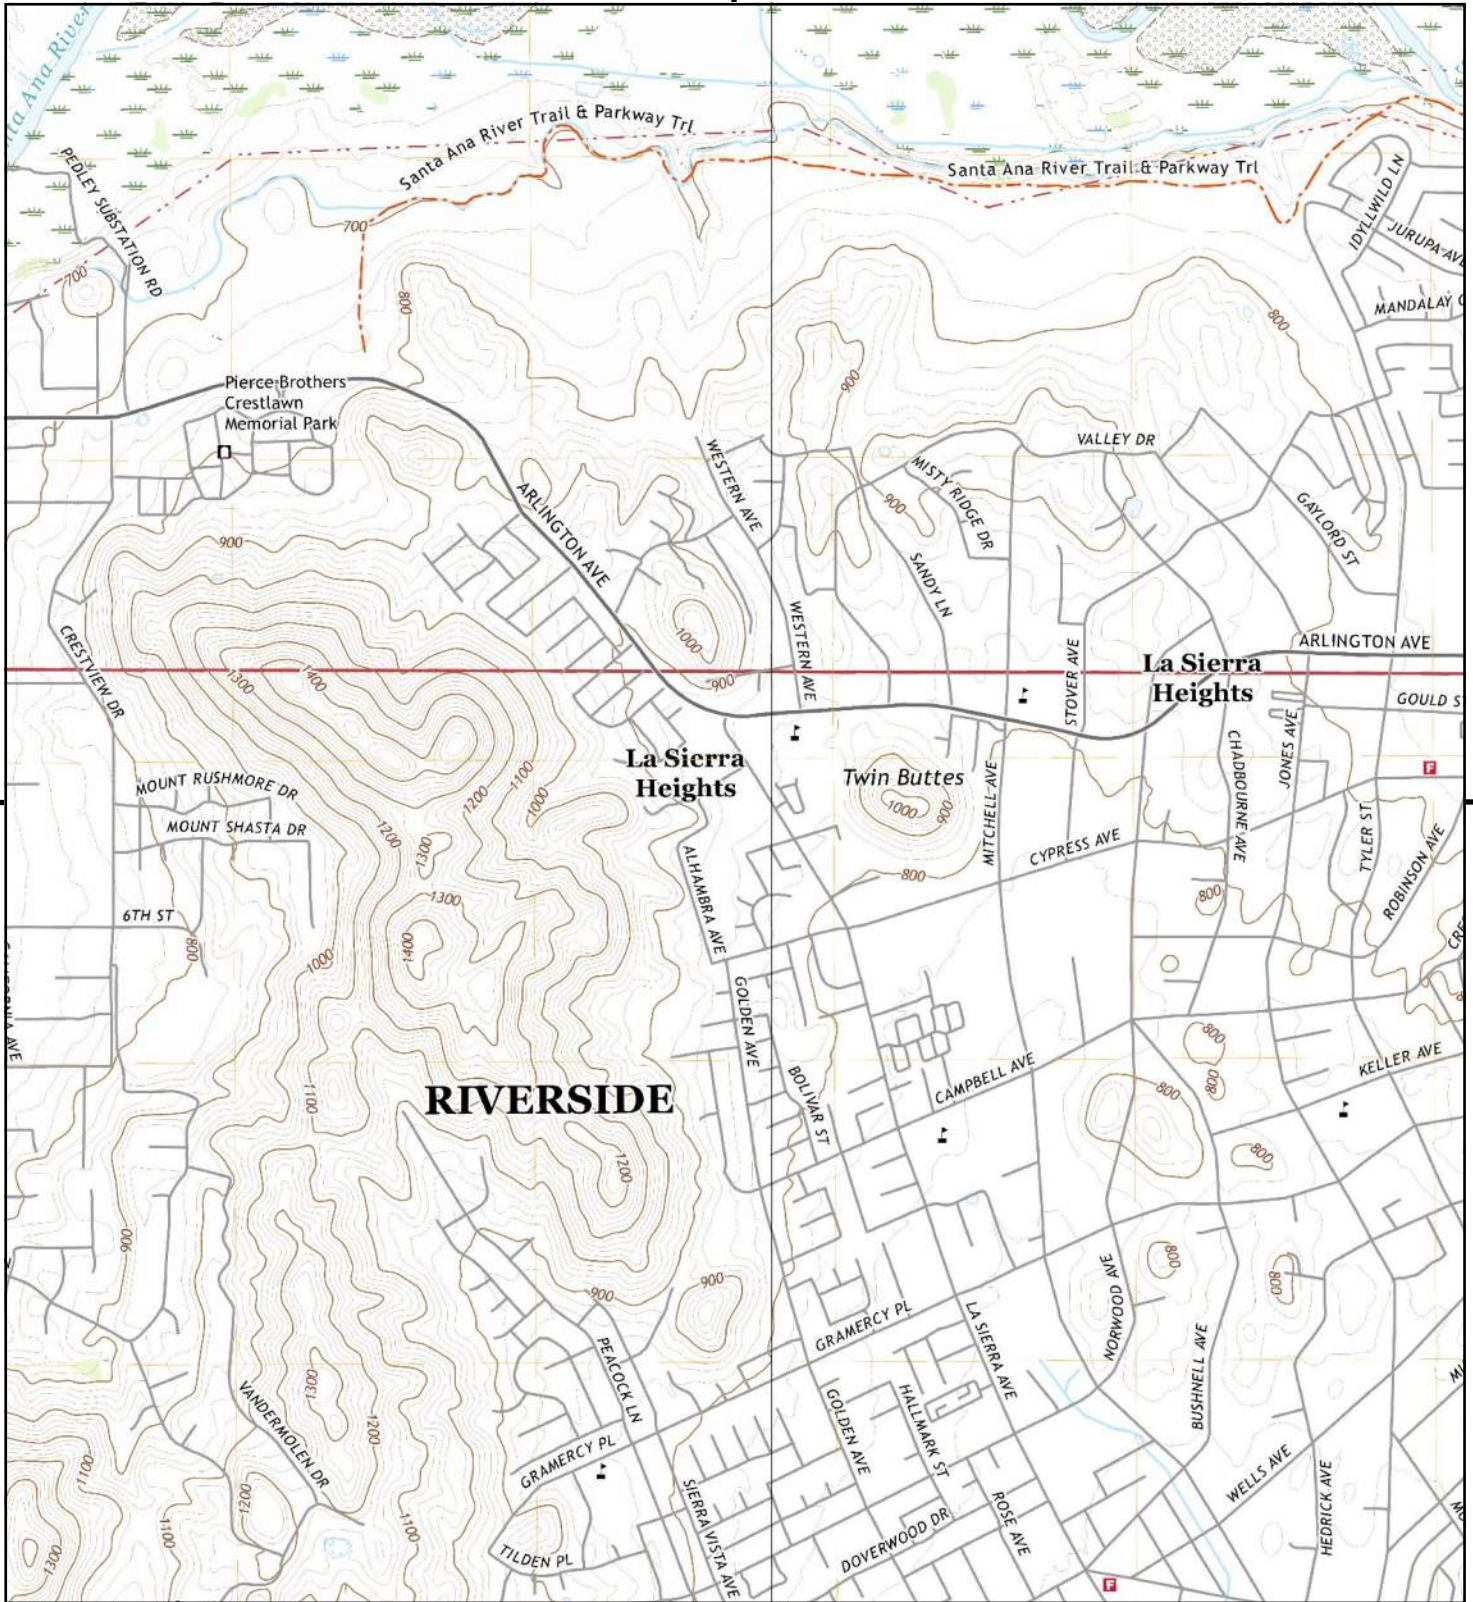 Santa Ana River Trail & Parkway Trl
Santa Ana River Trail & Parkway Trl
PEDLEY SUBSTATION RD
IDYLLWILD LN
JURUPA AVE
MANDALAY
700
700
800
800
900
Pierce Brothers
Crestlawn
Memorial Park
VALLEY DR
WESTERN AVE
MISTY RIDGE DR
ARLINGTON AVE
900
GAYLORD ST
900
SANDY LN
1000
WESTERN AVE
CRESTVIEW DR
STOVER AVE
ARLINGTON AVE
La Sierra
Heights
1300
1400
900
GOULD
JONES AVE
CHADBOURNE AVE
La Sierra
Heights
Twin Buttes
1000
900
MITCHELL AVE
F
MOUNT RUSHMORE DR
1200
1100
1000
MOUNT SHASTA DR
1200
1300
ALHAMBRA AVE
CYPRESS AVE
TYLER ST
ROBINSON AVE
800
800
1300
6TH ST
800
1400
1000
GOLDEN AVE
AVE
800
CAMPBELL AVE
KELLER AVE
BOLIVAR ST
800
800
1100
RIVERSIDE
1200
800
900
900
900
800
800
NORWOOD AVE
GRAMERCY PL
LA SIERRA AVE
BUSHNELL AVE
PEACOCK LN
1300
VANDERMOLEN DR
1200
GOLDEN AVE
HALLMARK ST
GRAMERCY PL
1100
1200
1100
1100
1300
SIERRA VISTA AVE
ROSE AVE
WELLS AVE
HEDRICK AVE
DOVERWOOD DR
TILDEN PL
F